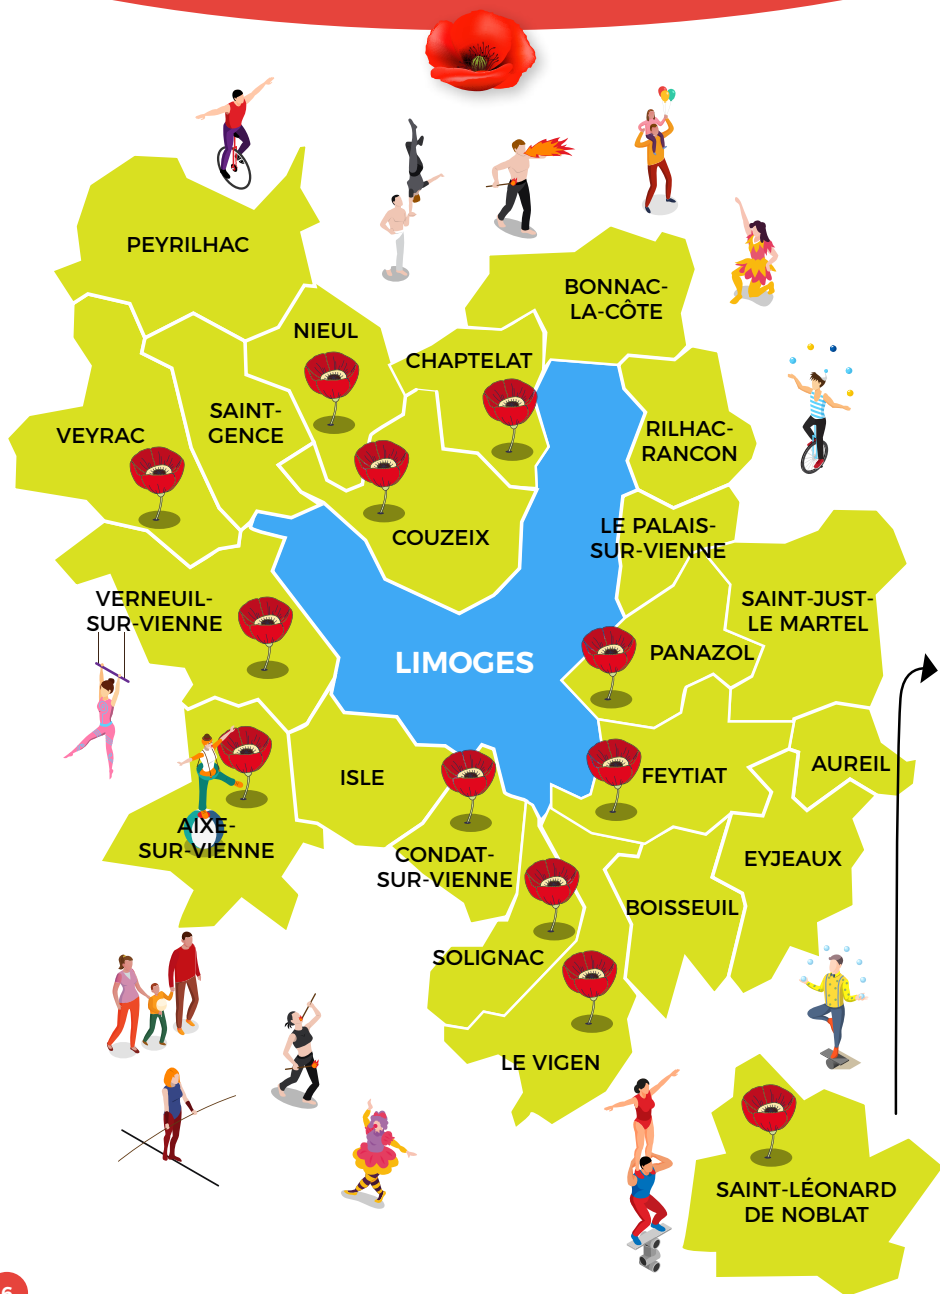 PEYRILHAC
BONNAC-
LA-CÔTE
NIEUL
CHAPTELAT
SAINT-
GENCE
VEYRAC
RILHAC-
RANCON
COUZEIX
LE PALAIS-
SUR-VIENNE
VERNEUIL-
SUR-VIENNE
SAINT-JUST-
LE MARTEL
LIMOGES
PANAZOL
ISLE
FEYTIAT
AUREIL
AIXE-
SUR-VIENNE
CONDAT-
SUR-VIENNE
EYJEAUX
BOISSEUIL
SOLIGNAC
LE VIGEN
SAINT-LÉONARD
DE NOBLAT
6